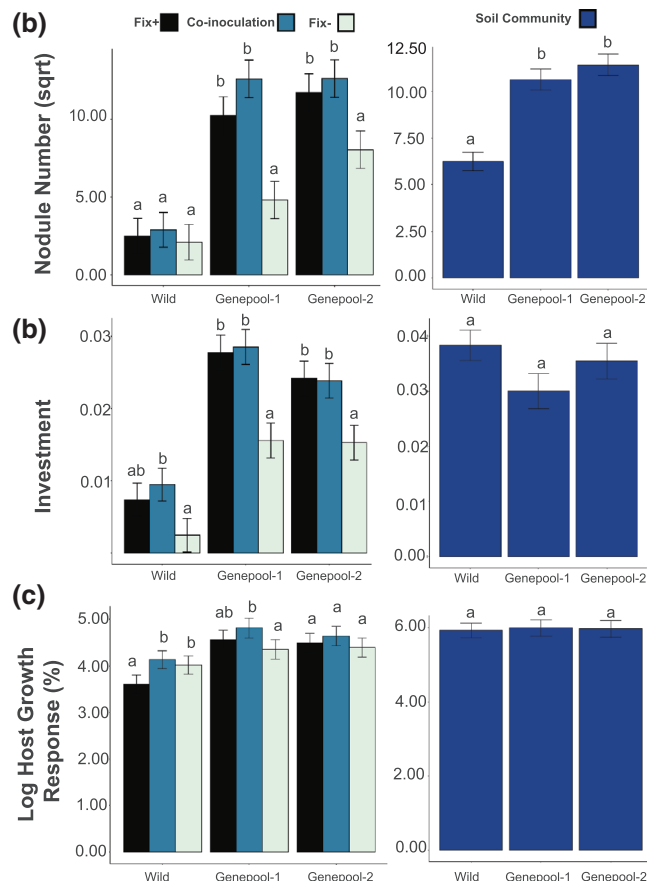 (b)
Fix+ Co-inoculation Fix-
Soil Community
Nodule Number (sqrt)
10.00
5.00
0.00
a a a
b b a
b b a
Wild Genepool-1 Genepool-2
12.50
10.00
7.50
6.00
2.50
0.00
a b b
Wild Genepool-1 Genepool-2
(b)
Investment
0.03
0.02
0.01
ab b a
b b a
b b a
Wild Genepool-1 Genepool-2
0.04
0.03
0.02
0.01
0.00
a a a
Wild Genepool-1 Genepool-2
(c)
Log Host Growth
Response (%)
5.00
4.00
3.00
2.00
1.00
0.00
a b b
ab b a
a a a
Wild Genepool-1 Genepool-2
6.00
4.00
2.00
0.00
a a a
Wild Genepool-1 Genepool-2